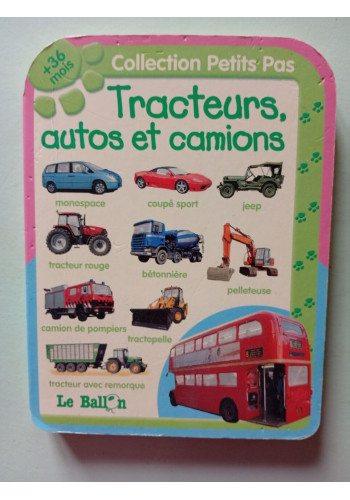 +36
mois
Collection Petits Pas
Tracteurs,
autos et camions
monospace
coupé sport
jeep
tracteur rouge
bétonnière
pelleteuse
camion de pompiers
tractopelle
tracteur avec remorque
Le Ballon